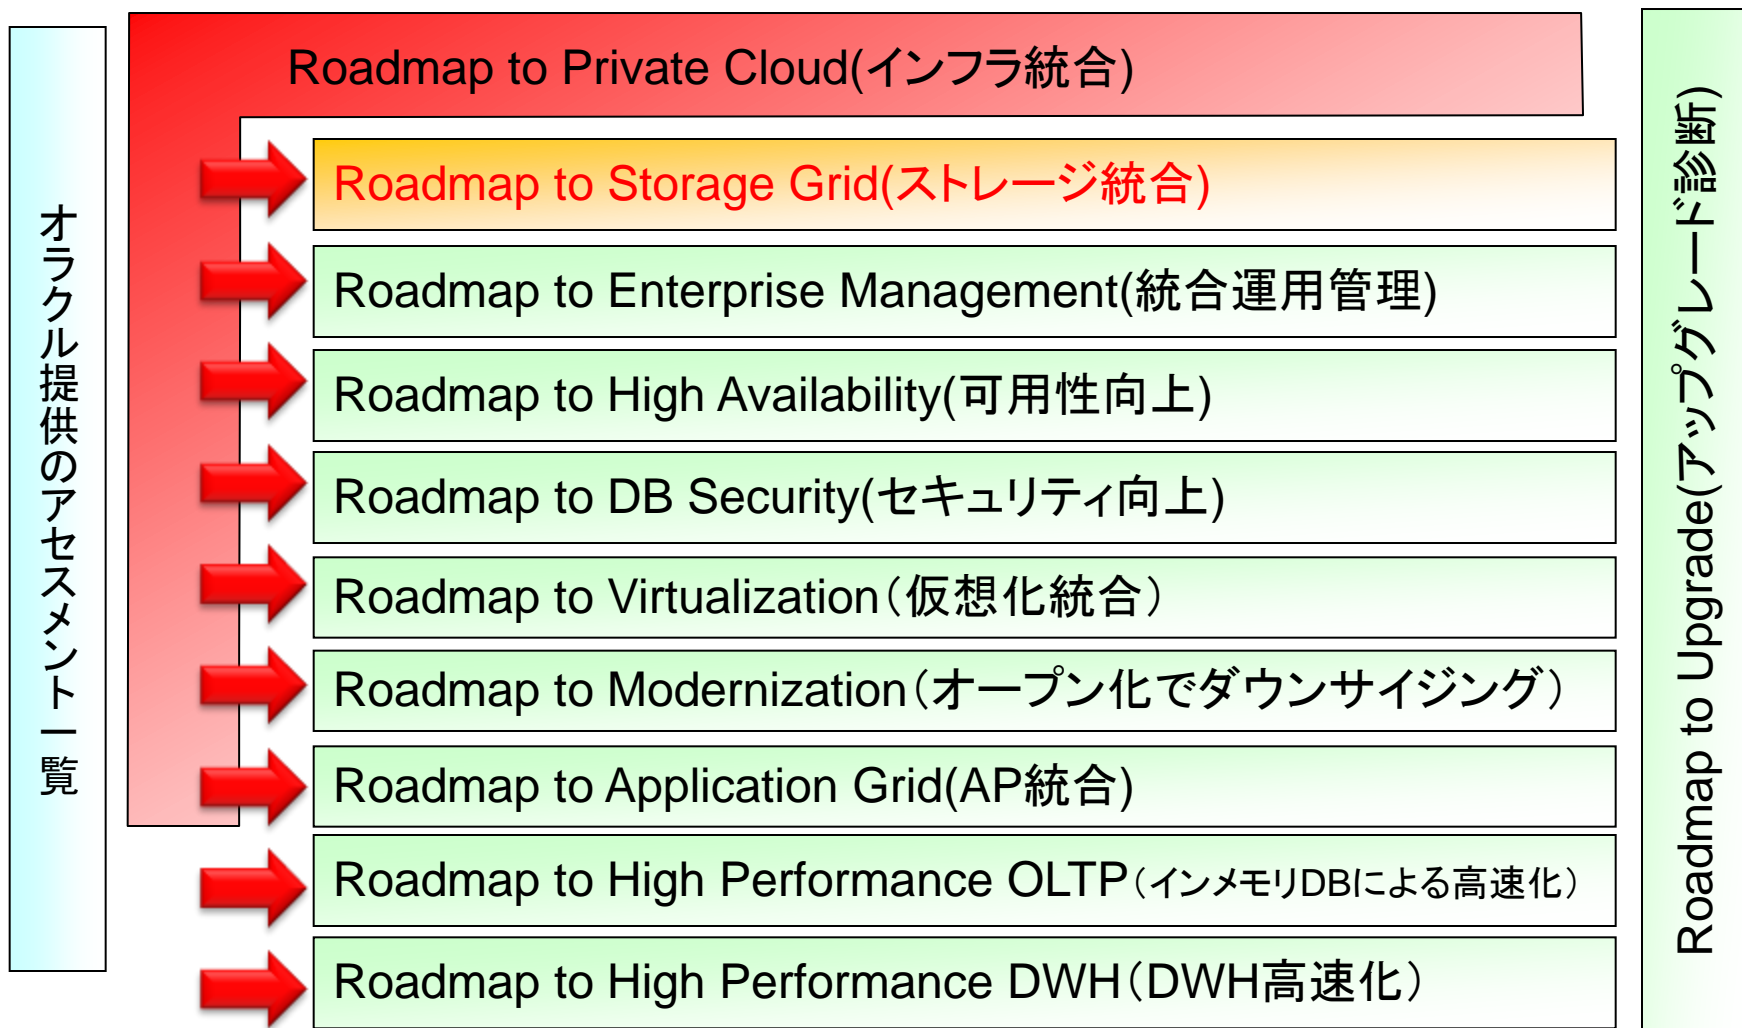 オラクル提供のアセスメント一覧
Roadmap to Private Cloud(インフラ統合)
Roadmap to Storage Grid(ストレージ統合)
Roadmap to Enterprise Management(統合運用管理)
Roadmap to High Availability(可用性向上)
Roadmap to DB Security(セキュリティ向上)
Roadmap to Virtualization（仮想化統合）
Roadmap to Modernization（オープン化でダウンサイジング）
Roadmap to Application Grid(AP統合)
Roadmap to High Performance OLTP（インメモリDBによる高速化）
Roadmap to High Performance DWH（DWH高速化）
Roadmap to Upgrade(アップグレード診断)